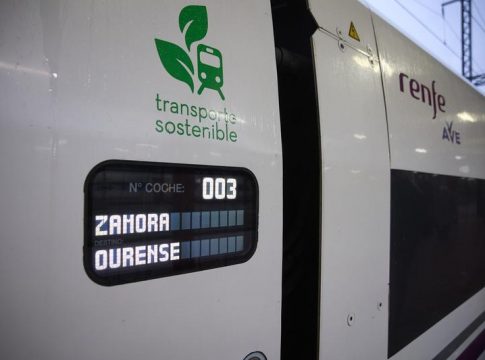 transporte
sostenible
renfe
AVE
Nº COCHE: 003
ZAMORA
DESTINO
OURENSE